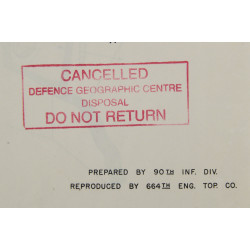 CANCELLED
DEFENCE GEOGRAPHIC CENTRE
DISPOSAL
DO NOT RETURN
PREPARED BY 90TH INF. DIV.
REPRODUCED BY 664TH ENG. TOP. CO.